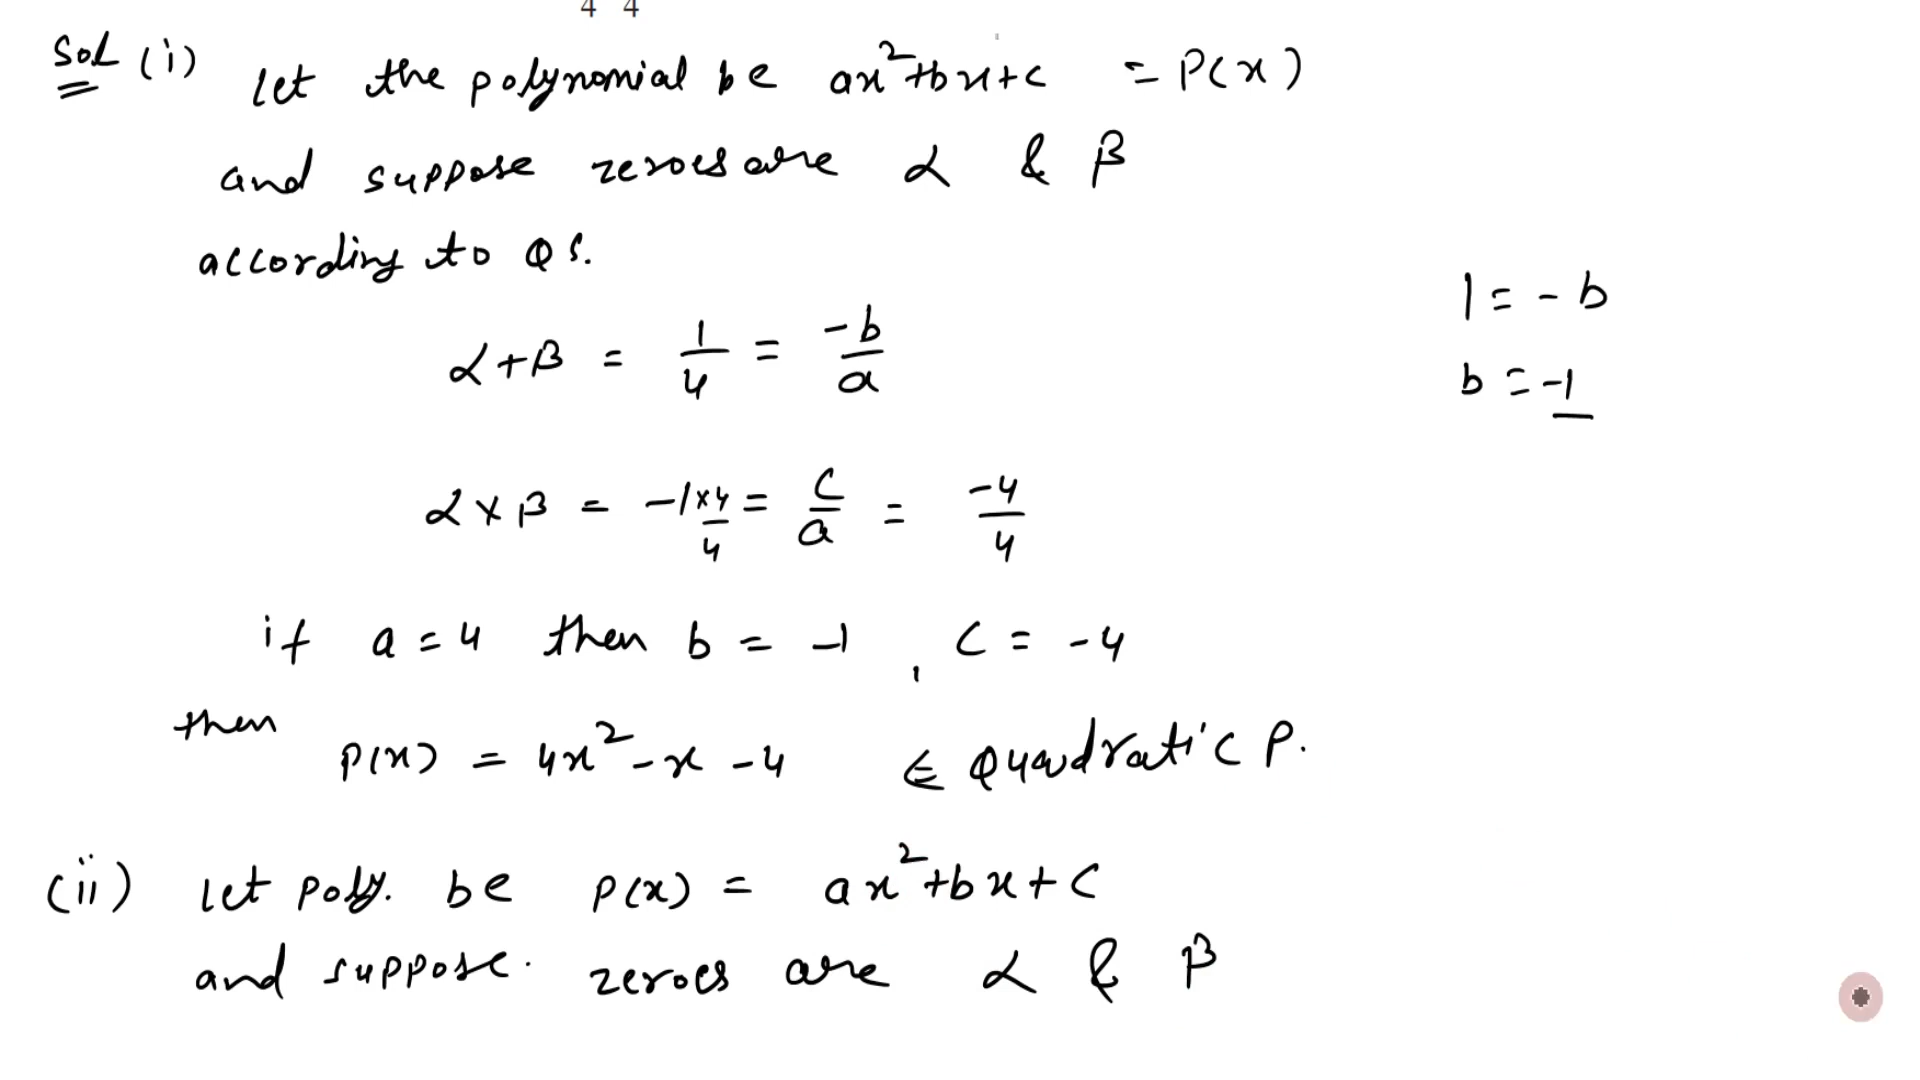 4 4
Sol (i) Let the polynomial be ax²+bx+c = P(x)
and suppose zeroes are α & β
according to QS.
α+β = 1/4 = -b/a
1 = -b
b = -1
α×β = -1×4/4 = c/a = -4/4
if a=4 then b = -1, c = -4
then P(x) = 4x²-x-4 ∈ Quadratic P.
(ii) Let poly. be P(x) = ax²+bx+c
and suppose. zeroes are α & β